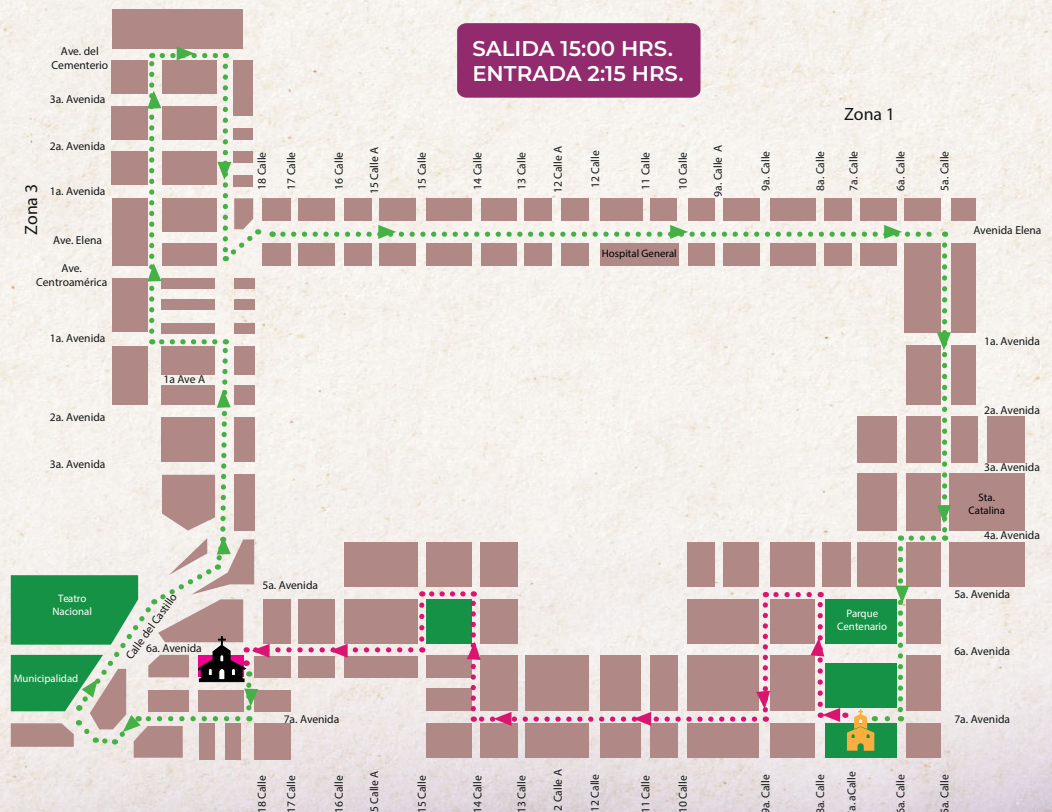 SALIDA 15:00 HRS.
ENTRADA 2:15 HRS.
Zona 1
Zona 3
Ave. del
Cementerio
3a. Avenida
2a. Avenida
1a. Avenida
Ave. Elena
Ave.
Centroamérica
1a. Avenida
1a Ave A
2a. Avenida
3a. Avenida
18 Calle
17 Calle
16 Calle
15 Calle A
15 Calle
14 Calle
13 Calle
12 Calle A
12 Calle
11 Calle
10 Calle
9a. Calle A
9a. Calle
8a. Calle
7a. Calle
6a. Calle
5a. Calle
Avenida Elena
Hospital General
1a. Avenida
2a. Avenida
3a. Avenida
Sta.
Catalina
4a. Avenida
5a. Avenida
Parque
Centenario
6a. Avenida
7a. Avenida
Teatro
Nacional
Calle del Castillo
Municipalidad
5a. Avenida
6a. Avenida
7a. Avenida
18 Calle
17 Calle
16 Calle
5 Calle A
15 Calle
14 Calle
13 Calle
2 Calle A
12 Calle
11 Calle
10 Calle
9a. Calle
8a. Calle
a. Calle
6a. Calle
5a. Calle